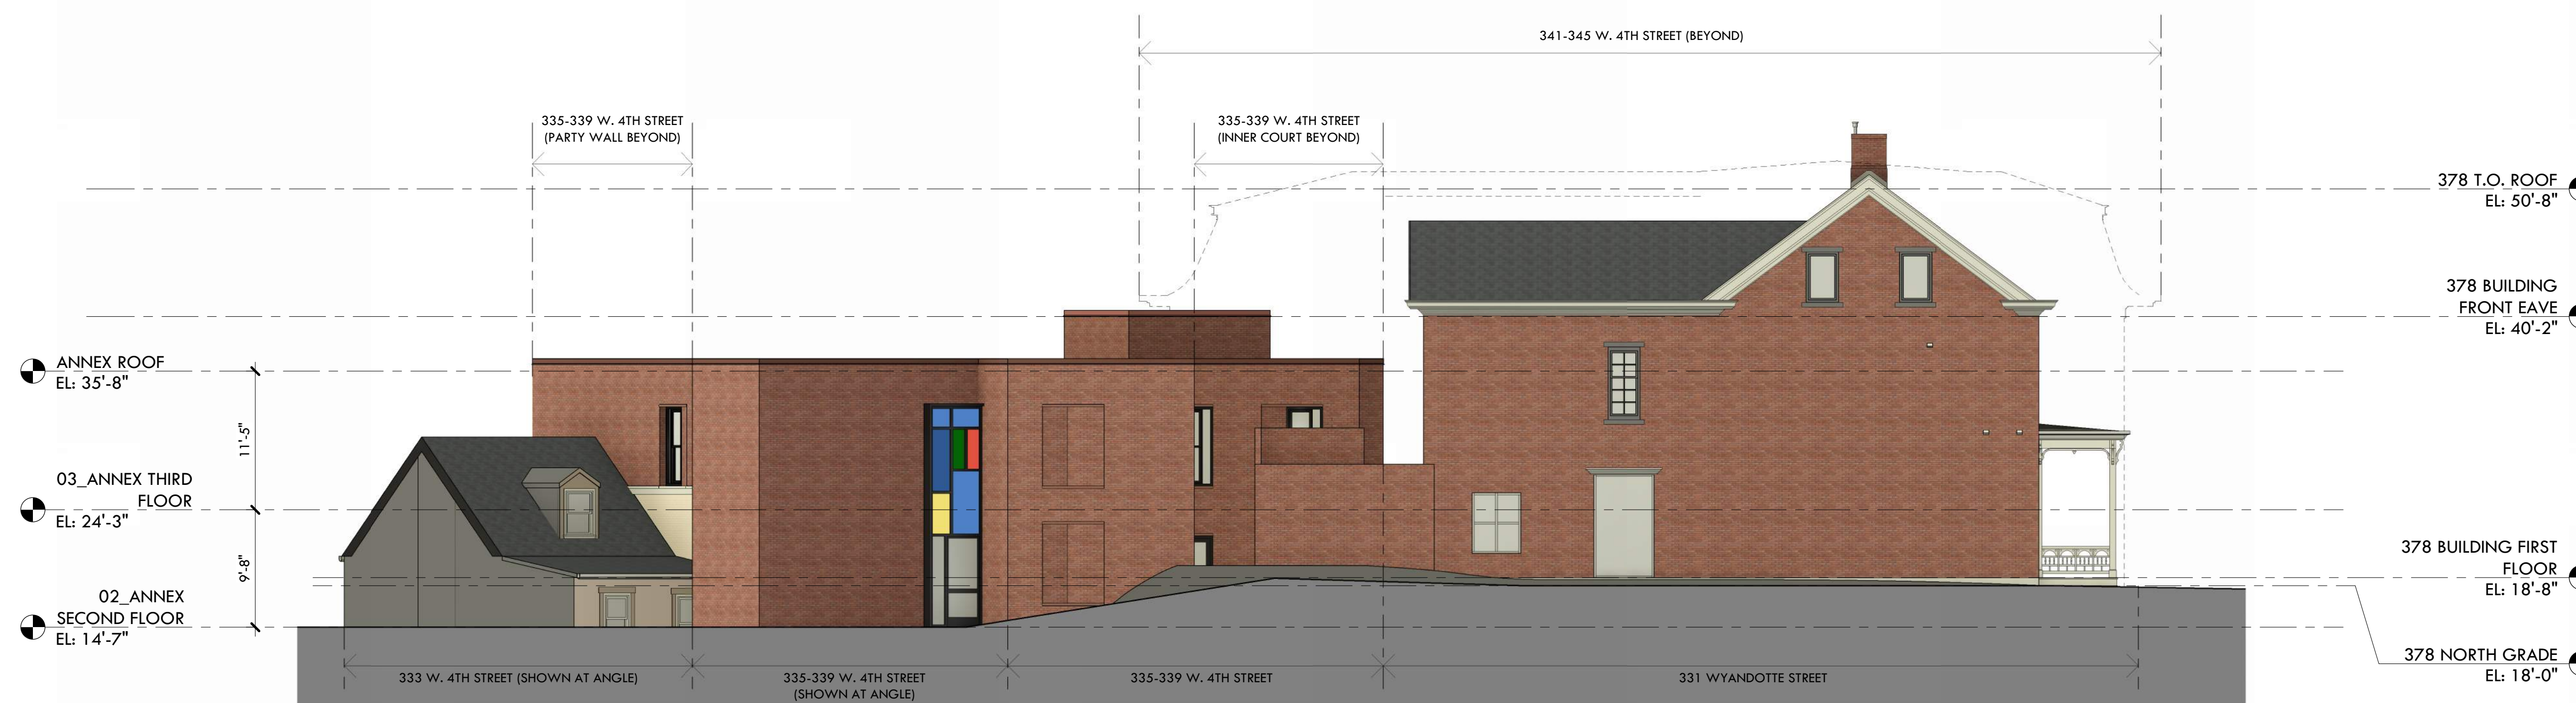 341-345 W. 4TH STREET (BEYOND)
335-339 W. 4TH STREET
(PARTY WALL BEYOND)
335-339 W. 4TH STREET
(INNER COURT BEYOND)
378 T.O. ROOF
EL: 50'-8"
378 BUILDING
FRONT EAVE
EL: 40'-2"
ANNEX ROOF
EL: 35'-8"
11'-5"
03_ANNEX THIRD
FLOOR
EL: 24'-3"
9'-8"
02_ANNEX
SECOND FLOOR
EL: 14'-7"
378 BUILDING FIRST
FLOOR
EL: 18'-8"
378 NORTH GRADE
EL: 18'-0"
333 W. 4TH STREET (SHOWN AT ANGLE)
335-339 W. 4TH STREET
(SHOWN AT ANGLE)
335-339 W. 4TH STREET
331 WYANDOTTE STREET